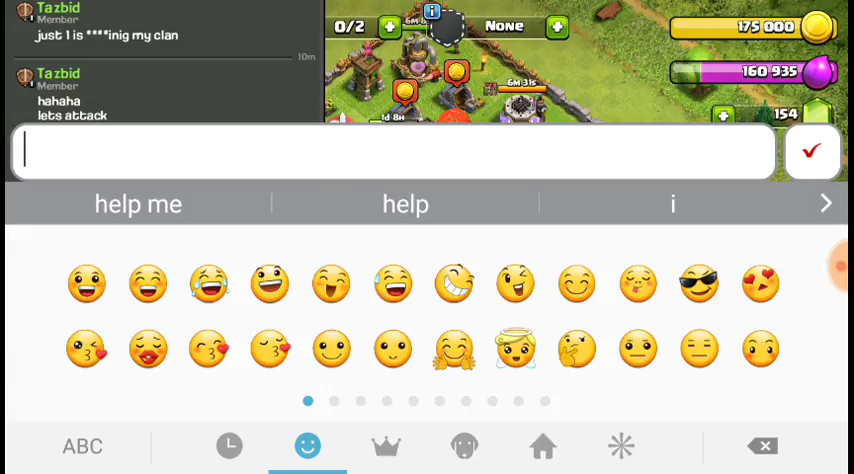 Tazbid
Member
just 1 is ****inig my clan
10m
Tazbid
Member
hahaha
lets attack
0/2
None
175 000
160 935
154
6M 31s
1d 8H
help me
help
i
ABC